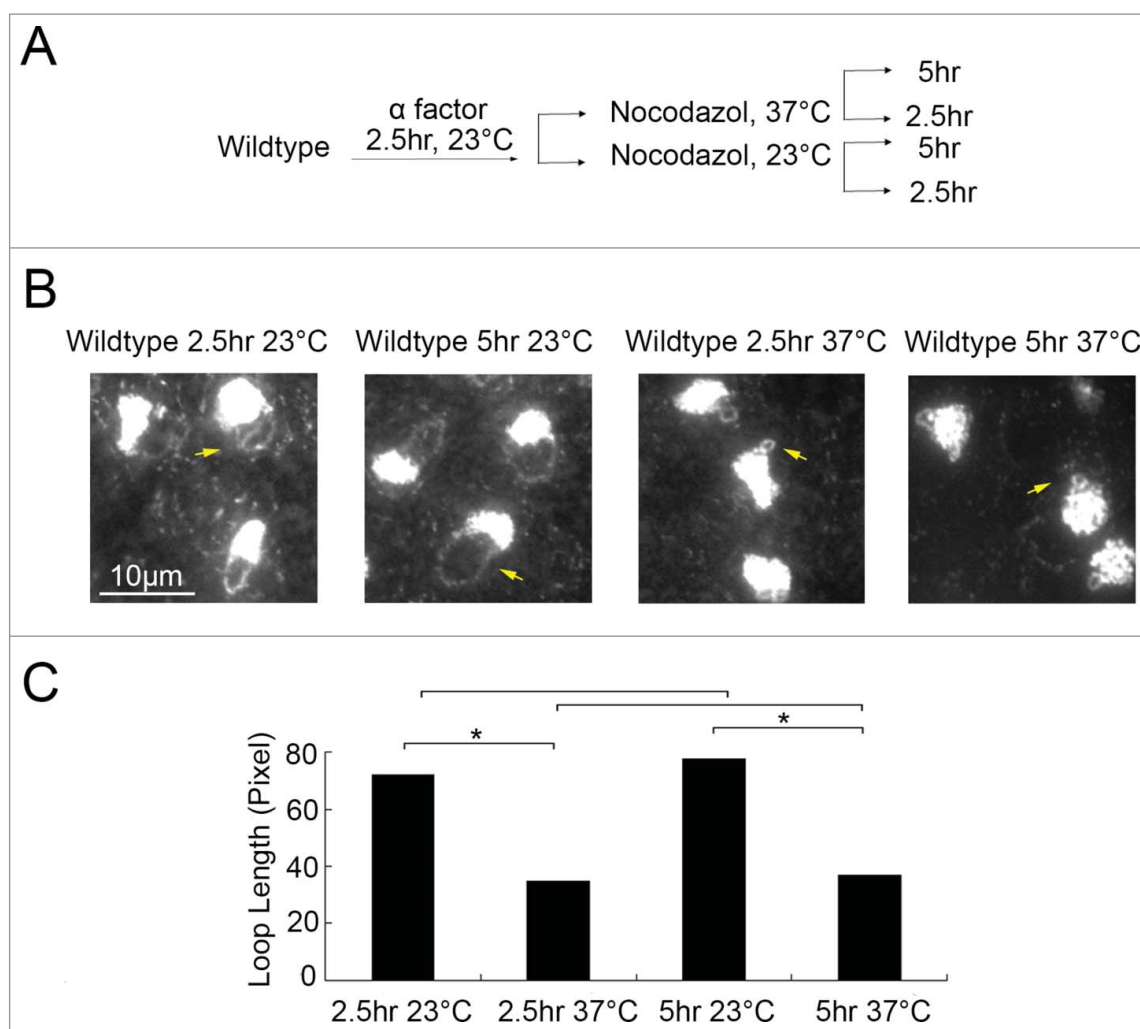 A
Wildtype
α factor
2.5hr, 23°C
Nocodazol, 37°C
Nocodazol, 23°C
5hr
2.5hr
5hr
2.5hr
B
Wildtype 2.5hr 23°C
Wildtype 5hr 23°C
Wildtype 2.5hr 37°C
Wildtype 5hr 37°C
10µm
C
*
*
Loop Length (Pixel)
80
60
40
20
0
2.5hr 23°C
2.5hr 37°C
5hr 23°C
5hr 37°C